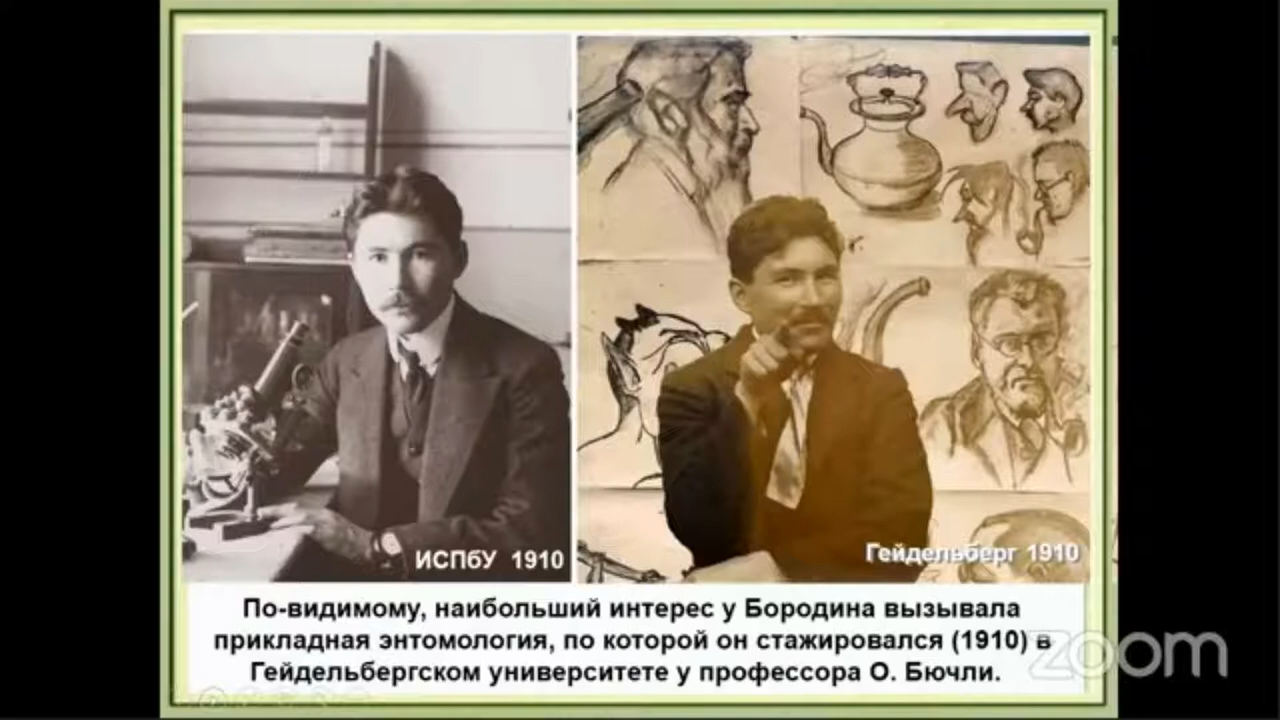 ИСПбУ 1910
Гейдельберг 1910
По-видимому, наибольший интерес у Бородина вызывала
прикладная энтомология, по которой он стажировался (1910) в
Гейдельбергском университете у профессора О. Бючли.
zoom